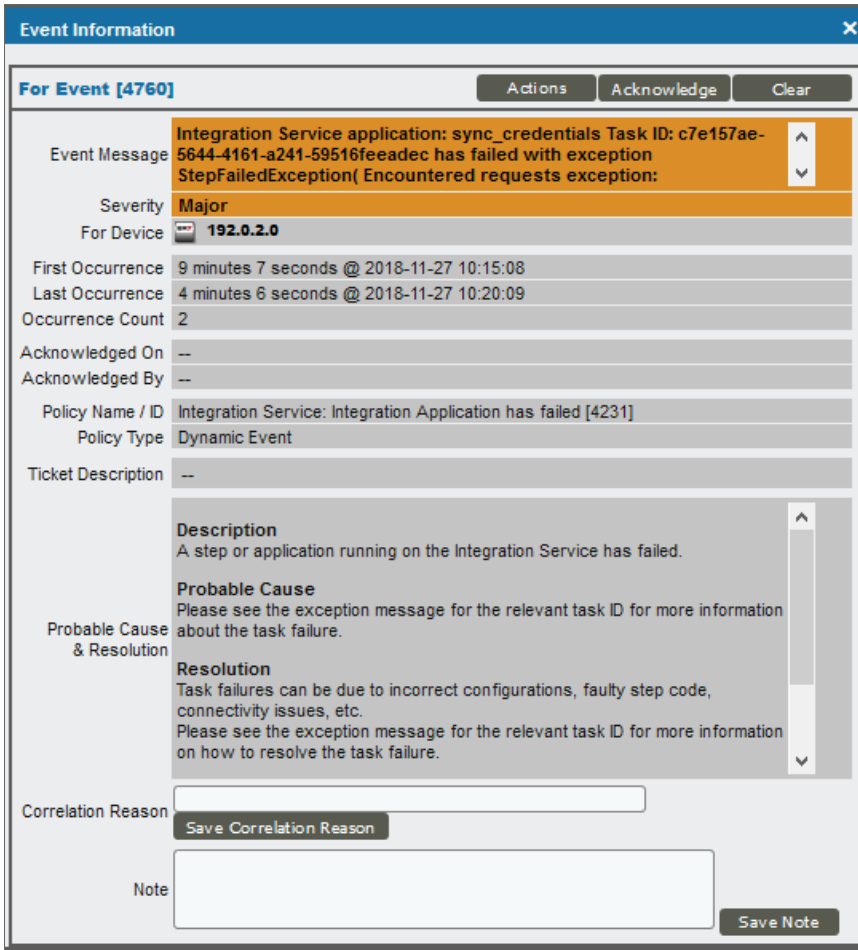 Event Information
For Event [4760] Actions Acknowledge Clear
Event Message Integration Service application: sync_credentials Task ID: c7e157ae-
5644-4161-a241-59516feeadec has failed with exception
StepFailedException( Encountered requests exception:
Severity Major
For Device 192.0.2.0
First Occurrence 9 minutes 7 seconds @ 2018-11-27 10:15:08
Last Occurrence 4 minutes 6 seconds @ 2018-11-27 10:20:09
Occurrence Count 2
Acknowledged On --
Acknowledged By --
Policy Name / ID Integration Service: Integration Application has failed [4231]
Policy Type Dynamic Event
Ticket Description --
Probable Cause
& Resolution
Description
A step or application running on the Integration Service has failed.
Probable Cause
Please see the exception message for the relevant task ID for more information
about the task failure.
Resolution
Task failures can be due to incorrect configurations, faulty step code,
connectivity issues, etc.
Please see the exception message for the relevant task ID for more information
on how to resolve the task failure.
Correlation Reason
Save Correlation Reason
Note
Save Note